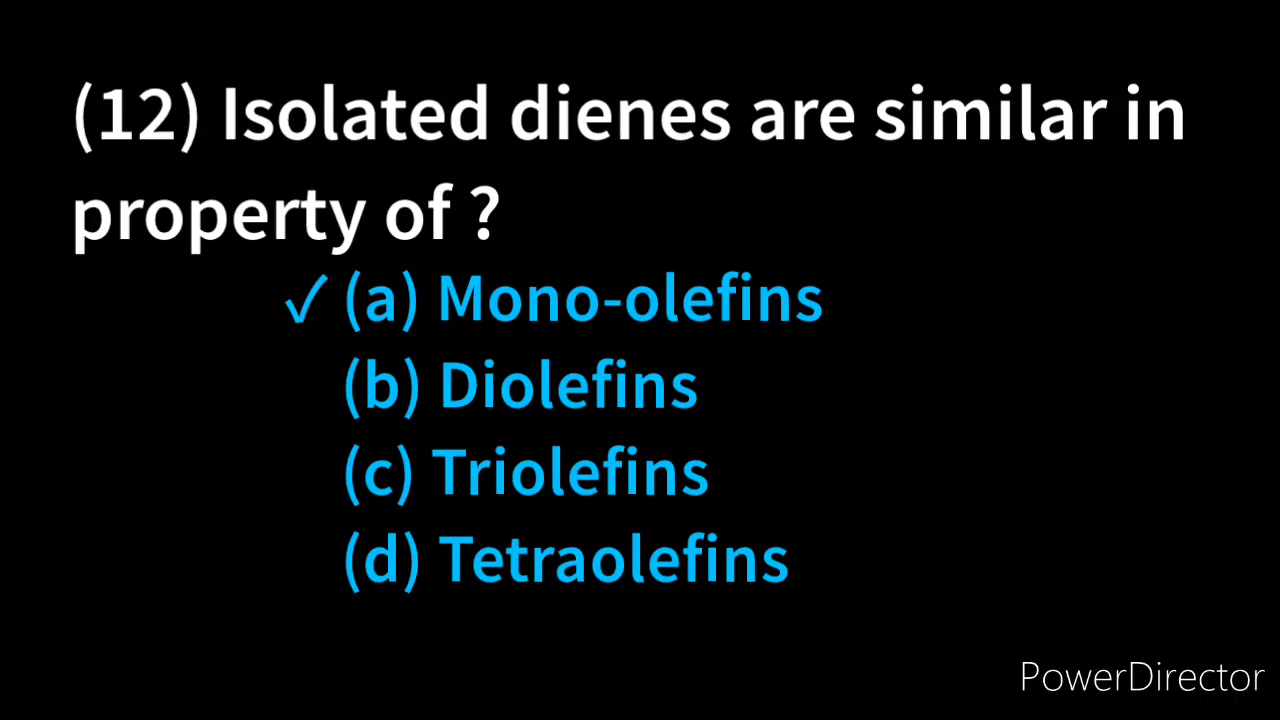 (12) Isolated dienes are similar in
property of ?
✓ (a) Mono-olefins
(b) Diolefins
(c) Triolefins
(d) Tetraolefins
PowerDirector